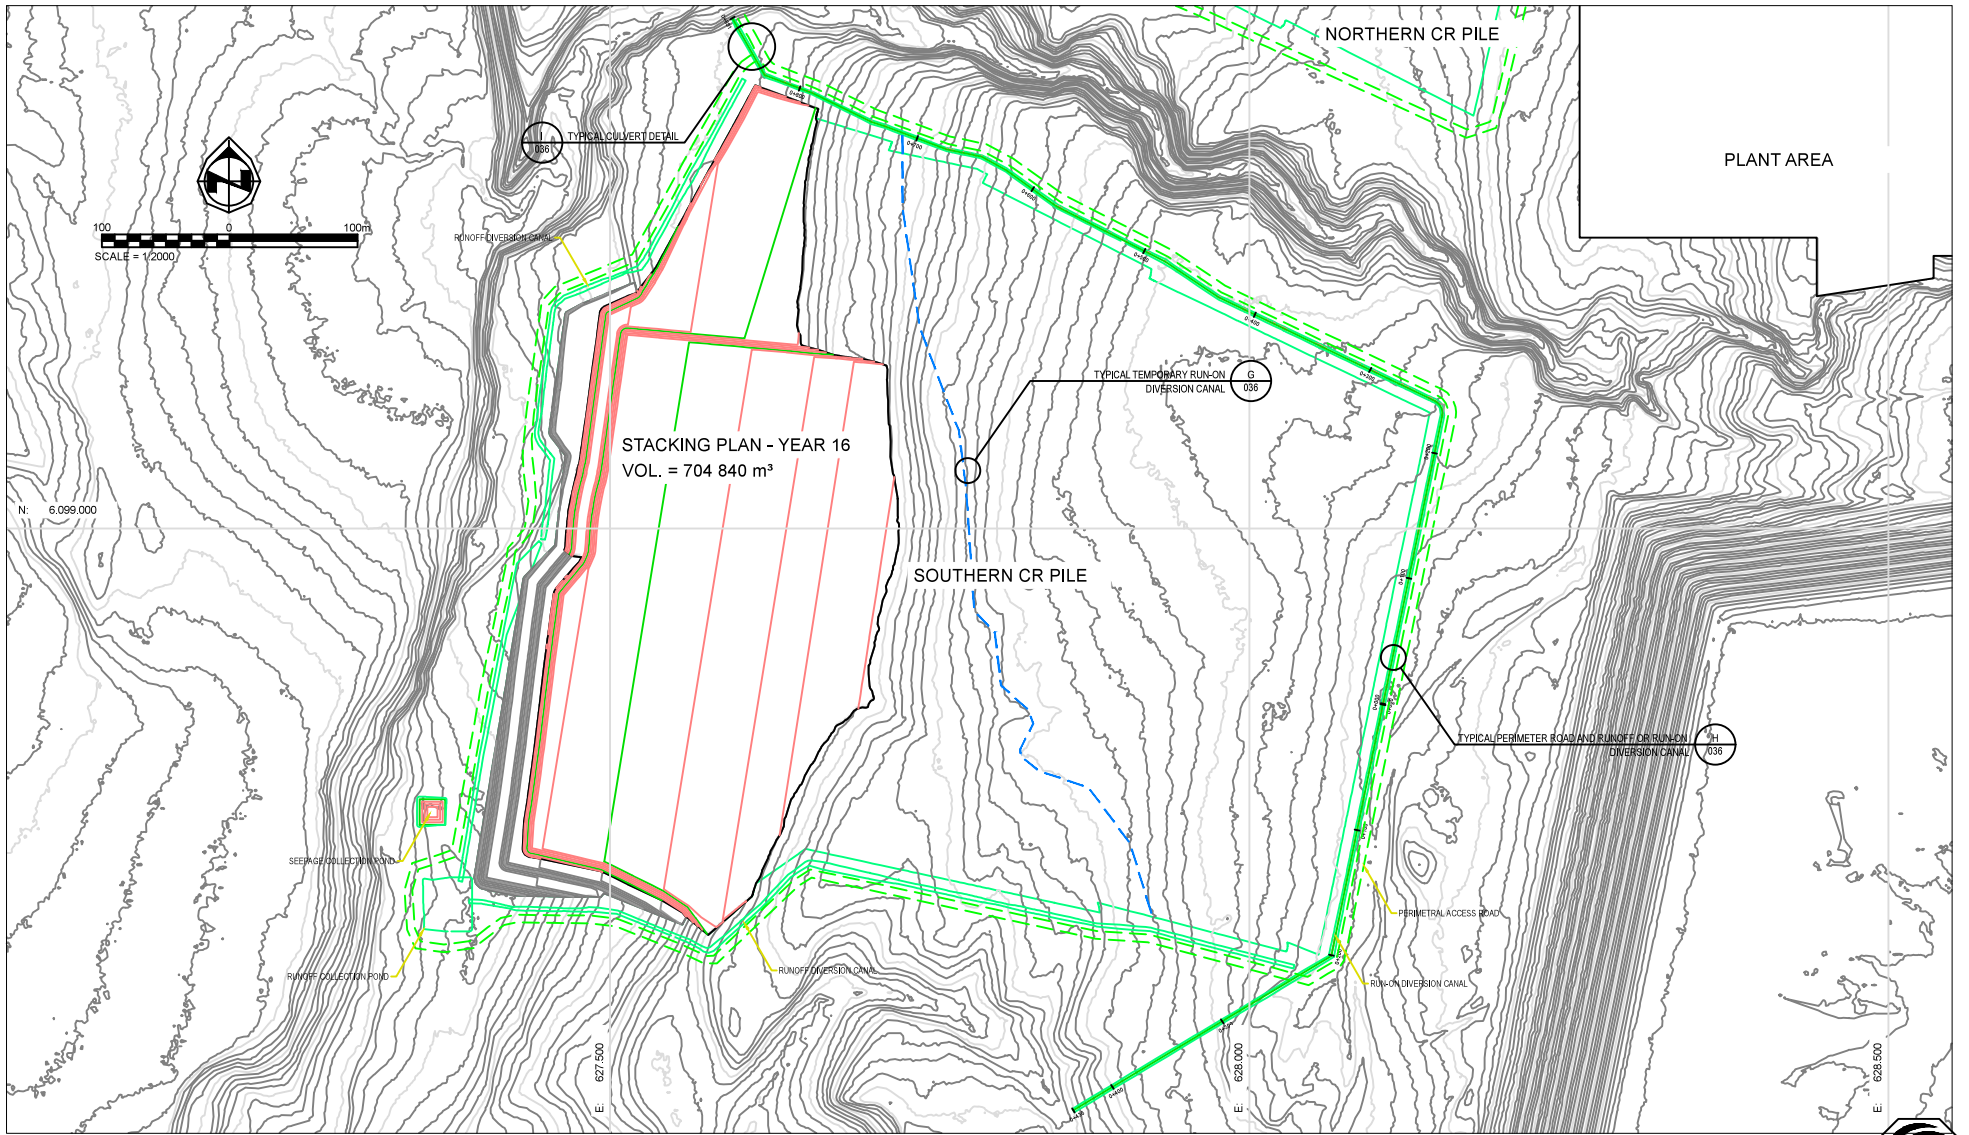 NORTHERN CR PILE
PLANT AREA
I
036
TYPICAL CULVERT DETAIL
100 0 100m
SCALE = 1/2000
RUNOFF DIVERSION CANAL
TYPICAL TEMPORARY RUN-ON
DIVERSION CANAL
G
036
STACKING PLAN - YEAR 16
VOL. = 704 840 m³
N: 6.099.000
SOUTHERN CR PILE
TYPICAL PERIMETER ROAD AND RUNOFF OR RUN-ON
DIVERSION CANAL
H
036
SEEPAGE COLLECTION POND
PERIMETRAL ACCESS ROAD
RUNOFF COLLECTION POND
RUNOFF DIVERSION CANAL
RUN-ON DIVERSION CANAL
E: 627.500
E: 628.000
E: 628.500